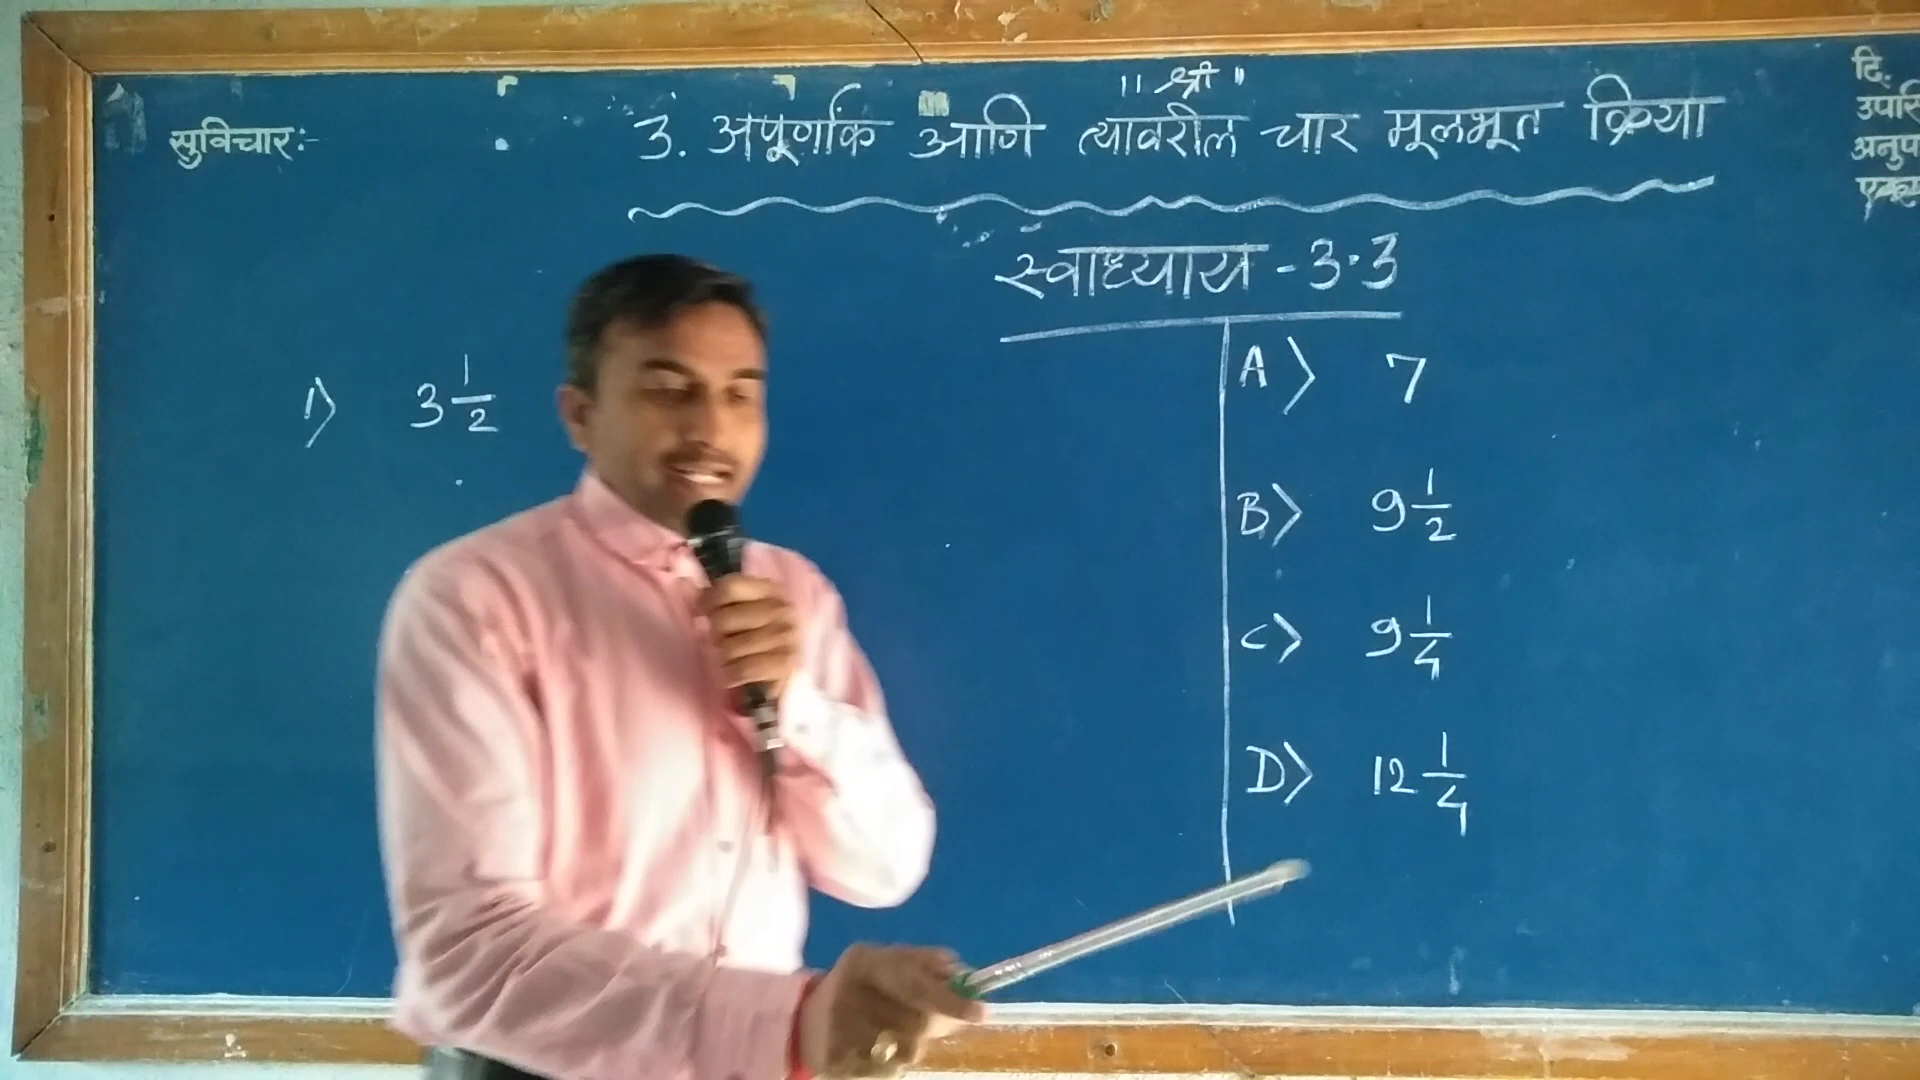 ॥ श्री ॥
सुविचार:-
3. अपूर्णांक आणि त्यावरील चार मूलभूत क्रिया
स्वाध्याय - 3.3
1) 3 1/2
A) 7
B) 9 1/2
C) 9 1/4
D) 12 1/4
दि.